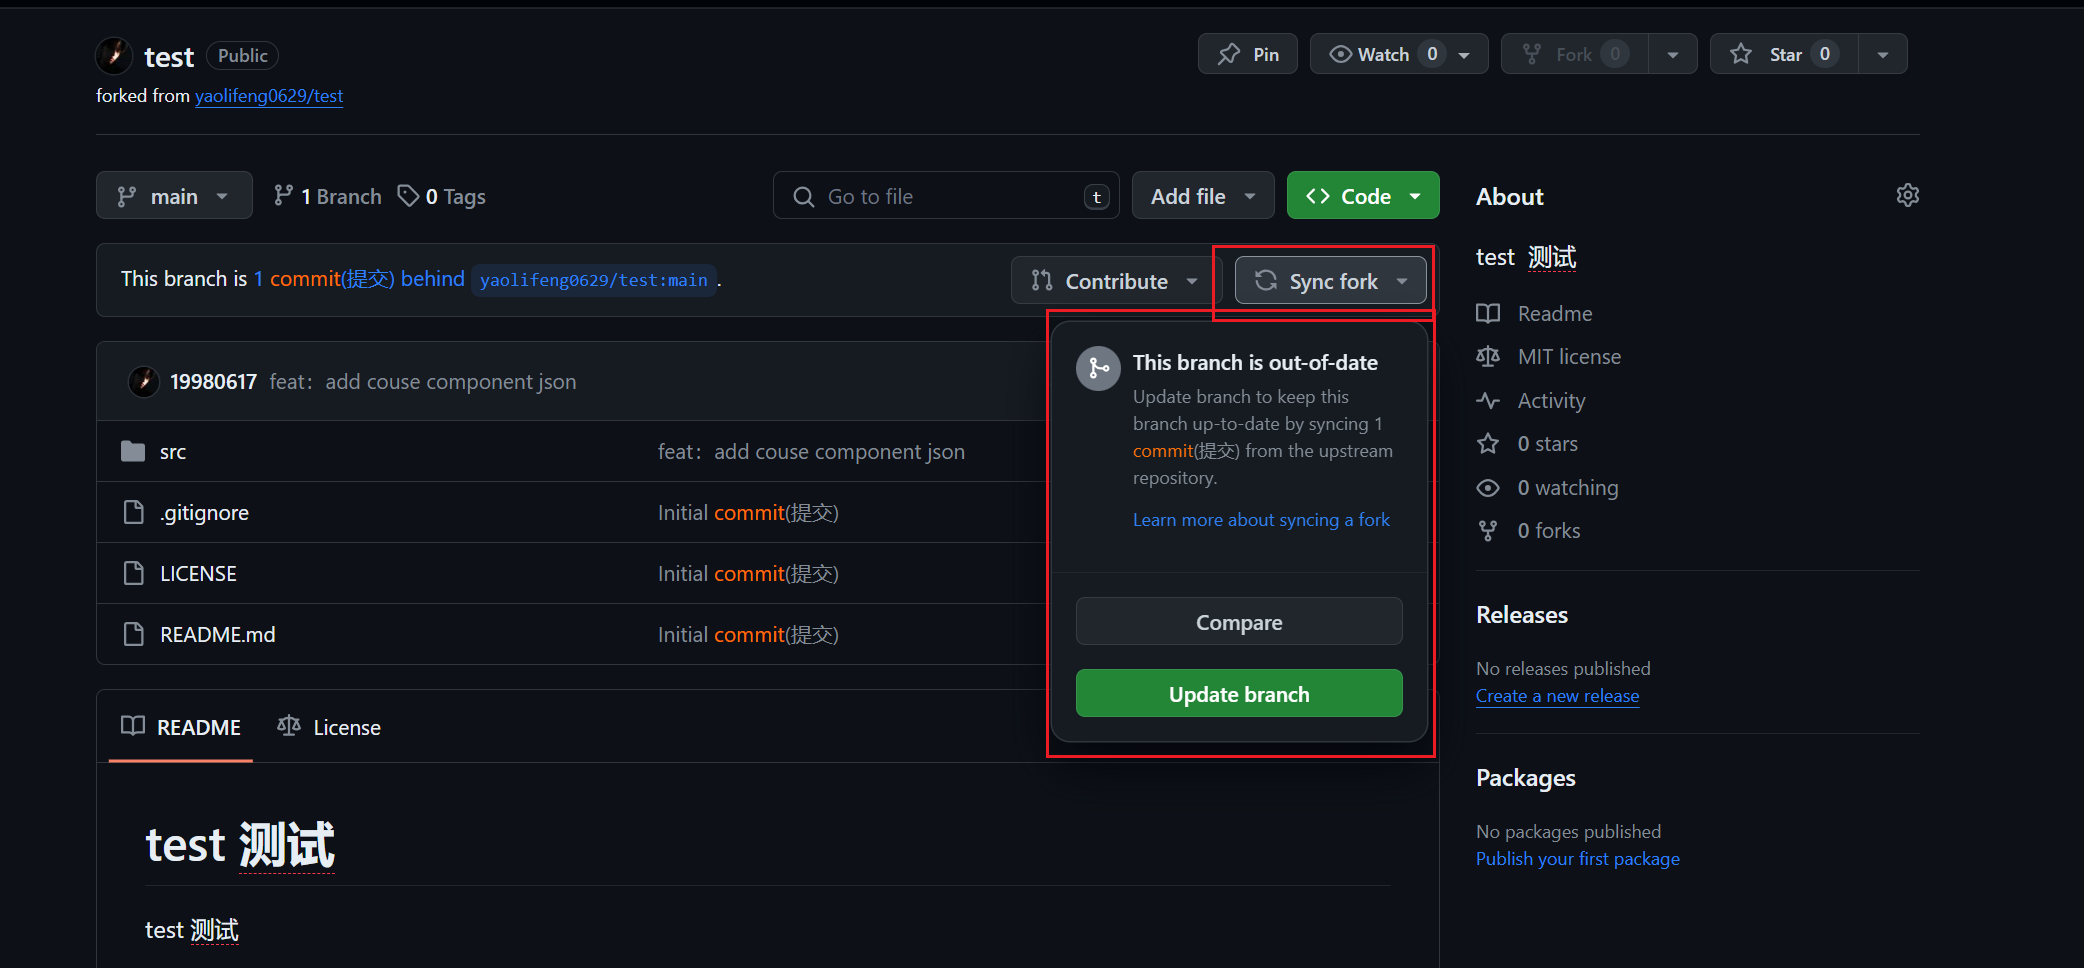 test Public
Pin
Watch 0
Fork 0
Star 0
forked from yaolifeng0629/test
main
1 Branch
0 Tags
Go to file t
Add file
Code
This branch is 1 commit(提交) behind yaolifeng0629/test:main.
Contribute
Sync fork
This branch is out-of-date
Update branch to keep this
branch up-to-date by syncing 1
commit(提交) from the upstream
repository.
Learn more about syncing a fork
Compare
Update branch
19980617 feat：add couse component json
src feat：add couse component json
.gitignore Initial commit(提交)
LICENSE Initial commit(提交)
README.md Initial commit(提交)
README
License
test 测试
test 测试
About
test 测试
Readme
MIT license
Activity
0 stars
0 watching
0 forks
Releases
No releases published
Create a new release
Packages
No packages published
Publish your first package